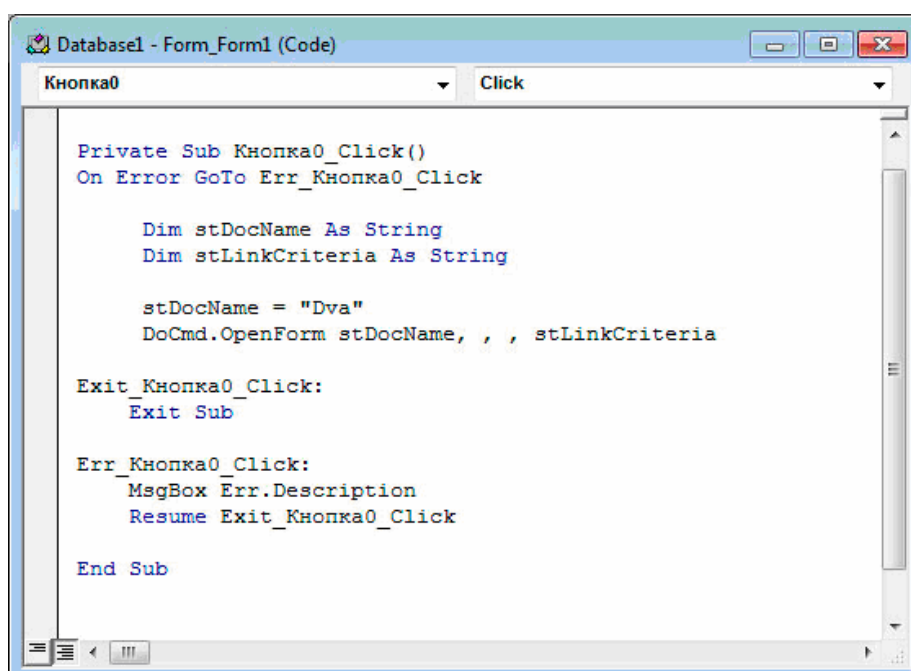 Database1 - Form_Form1 (Code)
Кнопка0 Click
Private Sub Кнопка0_Click()
On Error GoTo Err_Кнопка0_Click
Dim stDocName As String
Dim stLinkCriteria As String
stDocName = "Dva"
DoCmd.OpenForm stDocName, , , stLinkCriteria
Exit_Кнопка0_Click:
Exit Sub
Err_Кнопка0_Click:
MsgBox Err.Description
Resume Exit_Кнопка0_Click
End Sub